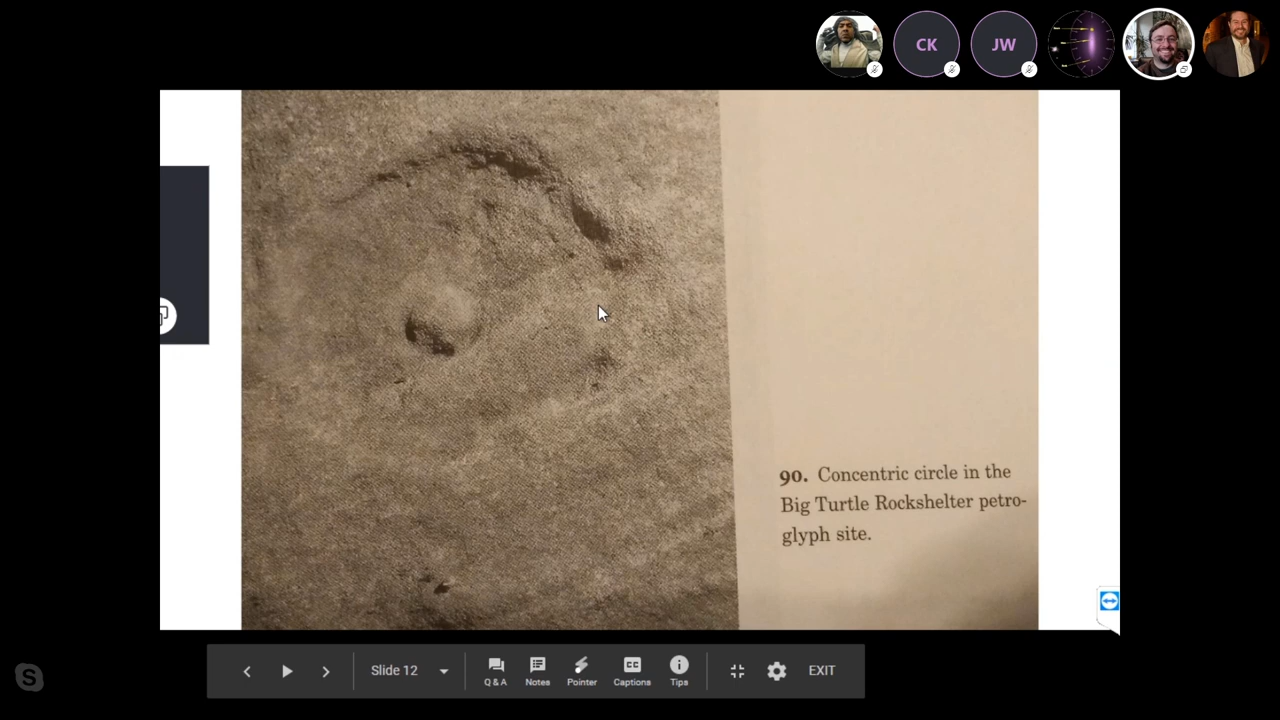 CK
JW
90. Concentric circle in the
Big Turtle Rockshelter petro-
glyph site.
Slide 12
Q & A
Notes
CC
Pointer
Captions
Tips
EXIT